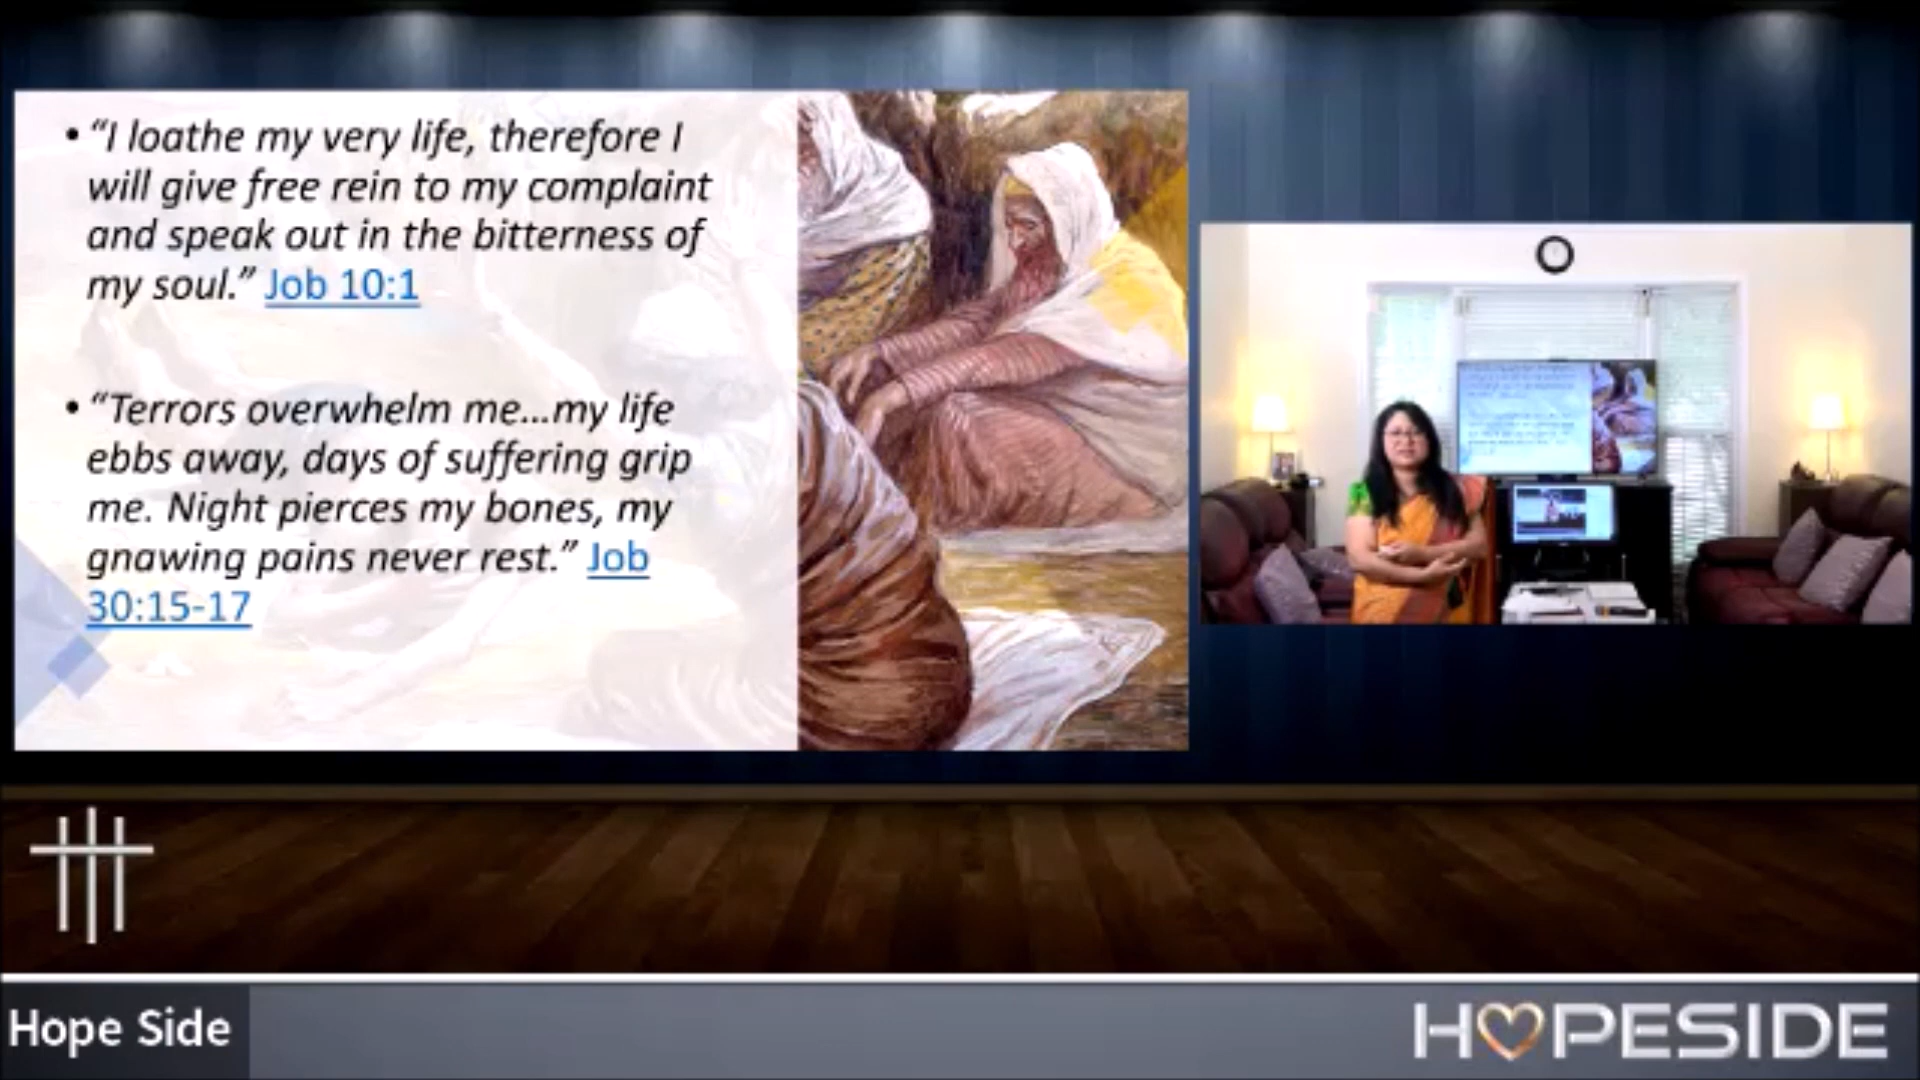 • “I loathe my very life, therefore I
will give free rein to my complaint
and speak out in the bitterness of
my soul.” Job 10:1
• “Terrors overwhelm me...my life
ebbs away, days of suffering grip
me. Night pierces my bones, my
gnawing pains never rest.” Job
30:15-17
Hope Side
HOPESIDE